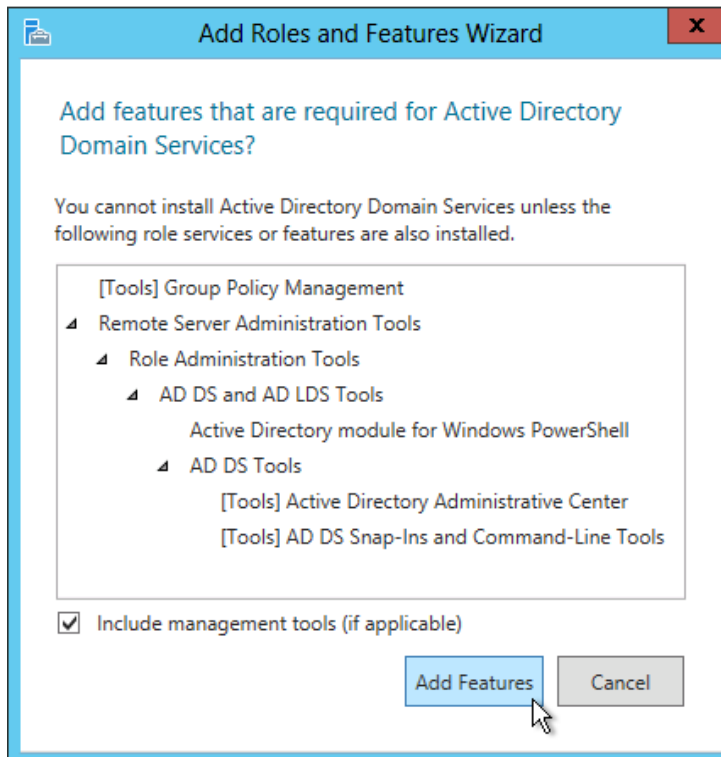 Add Roles and Features Wizard
x
Add features that are required for Active Directory
Domain Services?
You cannot install Active Directory Domain Services unless the
following role services or features are also installed.
[Tools] Group Policy Management
Remote Server Administration Tools
Role Administration Tools
AD DS and AD LDS Tools
Active Directory module for Windows PowerShell
AD DS Tools
[Tools] Active Directory Administrative Center
[Tools] AD DS Snap-Ins and Command-Line Tools
Include management tools (if applicable)
Add Features
Cancel